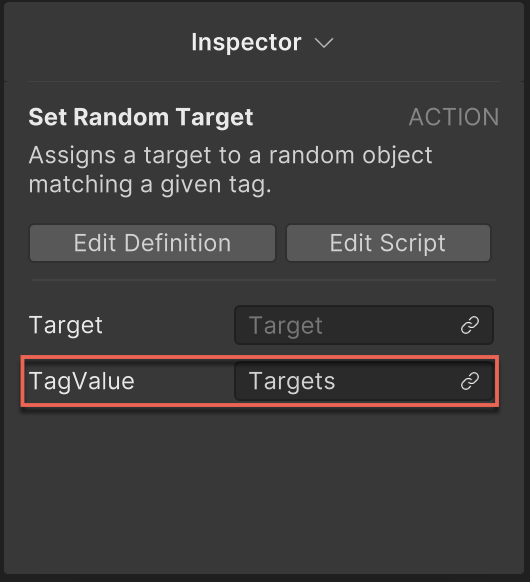 Inspector
Set Random Target ACTION
Assigns a target to a random object
matching a given tag.
Edit Definition Edit Script
Target Target
TagValue Targets